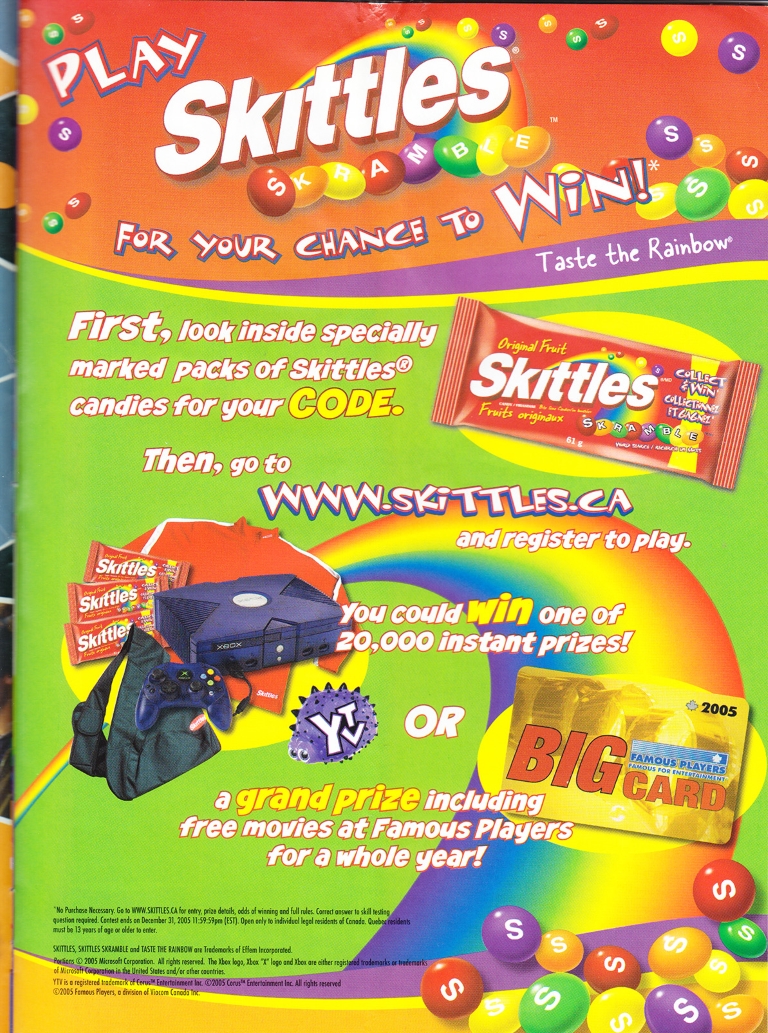 PLAY
Skittles®
SKRAMBLE™
FOR YOUR CHANCE TO WiN!*
Taste the Rainbow®
First, look inside specially
marked packs of Skittles®
candies for your CODE.
Original Fruit
Skittles
Fruits originaux
SKRAMBLE
61 g
COLLECT
& WiN
COLLECTIONNEZ
ET GAGNEZ
Then, go to
WWW.SKiTTLES.CA
and register to play.
Original Fruit
Skittles
Skittles
Skittles
XBOX
Skittles
You could win one of
20,000 instant prizes!
YTV
OR
2005
BIG
FAMOUS PLAYERS
FAMOUS FOR ENTERTAINMENT
CARD
a grand prize including
free movies at Famous Players
for a whole year!
*No Purchase Necessary. Go to WWW.SKITTLES.CA for entry, prize details, odds of winning and full rules. Correct answer to skill testing
question required. Contest ends on December 31, 2005 11:59:59pm (EST). Open only to individual legal residents of Canada. Quebec residents
must be 13 years of age or older to enter.
SKITTLES, SKITTLES SKRAMBLE and TASTE THE RAINBOW are Trademarks of Effem Incorporated.
Portions © 2005 Microsoft Corporation. All rights reserved. The Xbox logo, Xbox "X" logo and Xbox are either registered trademarks or trademarks
of Microsoft Corporation in the United States and/or other countries.
YTV is a registered trademark of Corus™ Entertainment Inc. ©2005 Corus™ Entertainment Inc. All rights reserved
©2005 Famous Players, a division of Viacom Canada Inc.